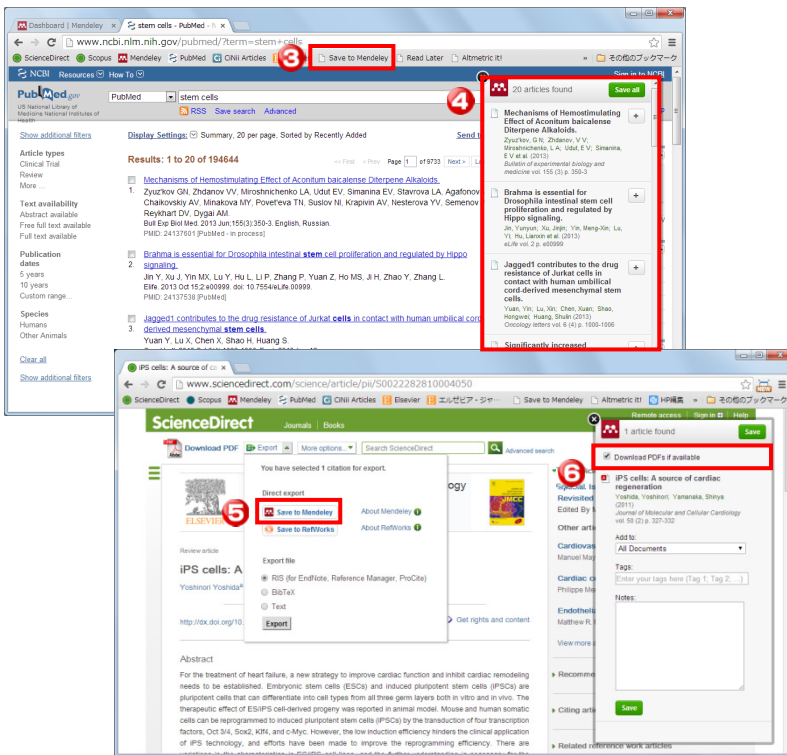 Dashboard | Mendeley
stem cells - PubMed - N
www.ncbi.nlm.nih.gov/pubmed/?term=stem+cells
ScienceDirect
Scopus
Mendeley
PubMed
CiNii Articles
3
Save to Mendeley
Read Later
Altmetric it!
»
その他のブックマーク
NCBI Resources How To
Sign in to NCBI
PubMed.gov
US National Library of
Medicine National Institutes of
Health
PubMed
stem cells
RSS Save search Advanced
Show additional filters
Article types
Clinical Trial
Review
More ...
Text availability
Abstract available
Free full text available
Full text available
Publication
dates
5 years
10 years
Custom range...
Species
Humans
Other Animals
Clear all
Show additional filters
Display Settings: Summary, 20 per page, Sorted by Recently Added
Send t
Results: 1 to 20 of 194644
<< First < Prev Page 1 of 9733 Next > La
Mechanisms of Hemostimulating Effect of Aconitum baicalense Diterpene Alkaloids.
1. Zyuz'kov GN, Zhdanov VV, Miroshnichenko LA, Udut EV, Simanina EV, Stavrova LA, Agafonov
Chaikovskiy AV, Minakova MY, Povet'eva TN, Suslov NI, Krapivin AV, Nesterova YV, Semenov
Reykhart DV, Dygai AM.
Bull Exp Biol Med. 2013 Jun;155(3):350-3. English, Russian.
PMID: 24137601 [PubMed - in process]
Brahma is essential for Drosophila intestinal stem cell proliferation and regulated by Hippo
2. signaling.
Jin Y, Xu J, Yin MX, Lu Y, Hu L, Li P, Zhang P, Yuan Z, Ho MS, Ji H, Zhao Y, Zhang L.
Elife. 2013 Oct 15;2:e00999. doi: 10.7554/eLife.00999.
PMID: 24137538 [PubMed]
Jagged1 contributes to the drug resistance of Jurkat cells in contact with human umbilical cord
3. derived mesenchymal stem cells.
Yuan Y, Lu X, Chen X, Shao H, Huang S.
4
20 articles found
Save all
Mechanisms of Hemostimulating
Effect of Aconitum baicalense
Diterpene Alkaloids.
Zyuz'kov, G N; Zhdanov, V V;
Miroshnichenko, L A; Udut, E V; Simanina,
E V et al. (2013)
Bulletin of experimental biology and
medicine vol. 155 (3) p. 350-3
Brahma is essential for
Drosophila intestinal stem cell
proliferation and regulated by
Hippo signaling.
Jin, Yunyun; Xu, Jinjin; Yin, Meng-Xin; Lu,
Yi; Hu, Lianxin et al. (2013)
eLife vol. 2 p. e00999
Jagged1 contributes to the drug
resistance of Jurkat cells in
contact with human umbilical
cord-derived mesenchymal stem
cells.
Yuan, Yin; Lu, Xin; Chen, Xuan; Shao,
Hongwei; Huang, Shulin (2013)
Oncology letters vol. 6 (4) p. 1000-1006
Significantly increased
iPS cells: A source of ca
www.sciencedirect.com/science/article/pii/S0022282810004050
ScienceDirect
Scopus
Mendeley
PubMed
CiNii Articles
Elsevier
エルゼビア・ジャ…
Save to Mendeley
Altmetric it!
HP編集
»
その他のブックマーク
ScienceDirect
Journals | Books
Remote access | Sign in | Help
Download PDF
Export
More options...
Search ScienceDirect
Advanced search
You have selected 1 citation for export.
Direct export
5
Save to Mendeley
About Mendeley
Save to RefWorks
About RefWorks
Export file
RIS (for EndNote, Reference Manager, ProCite)
BibTeX
Text
Export
ELSEVIER
ogy
Review article
iPS cells: A
Yoshinori Yoshida
http://dx.doi.org/10.
Get rights and content
Abstract
For the treatment of heart failure, a new strategy to improve cardiac function and inhibit cardiac remodeling
needs to be established. Embryonic stem cells (ESCs) and induced pluripotent stem cells (iPSCs) are
pluripotent cells that can differentiate into cell types from all three germ layers both in vitro and in vivo. The
therapeutic effect of ES/iPS cell-derived progeny was reported in animal model. Mouse and human somatic
cells can be reprogrammed to induced pluripotent stem cells (iPSCs) by the transduction of four transcription
factors, Oct 3/4, Sox2, Klf4, and c-Myc. However, the low induction efficiency hinders the clinical application
of iPS technology, and efforts have been made to improve the reprogramming efficiency. There are
Revisited
Edited By M
Other arti
Cardiovas
Manuel May
Cardiac c
Philippe Me
Endotheli
Matthew R. I
View more a
Recomme
Citing arti
Related reference work articles
6
1 article found
Save
Download PDFs if available
iPS cells: A source of cardiac
regeneration
Yoshida, Yoshinori; Yamanaka, Shinya
(2011)
Journal of Molecular and Cellular Cardiology
vol. 50 (2) p. 327-332
Add to:
All Documents
Tags:
Enter your tags here (Tag 1; Tag 2; ...)
Notes:
Save